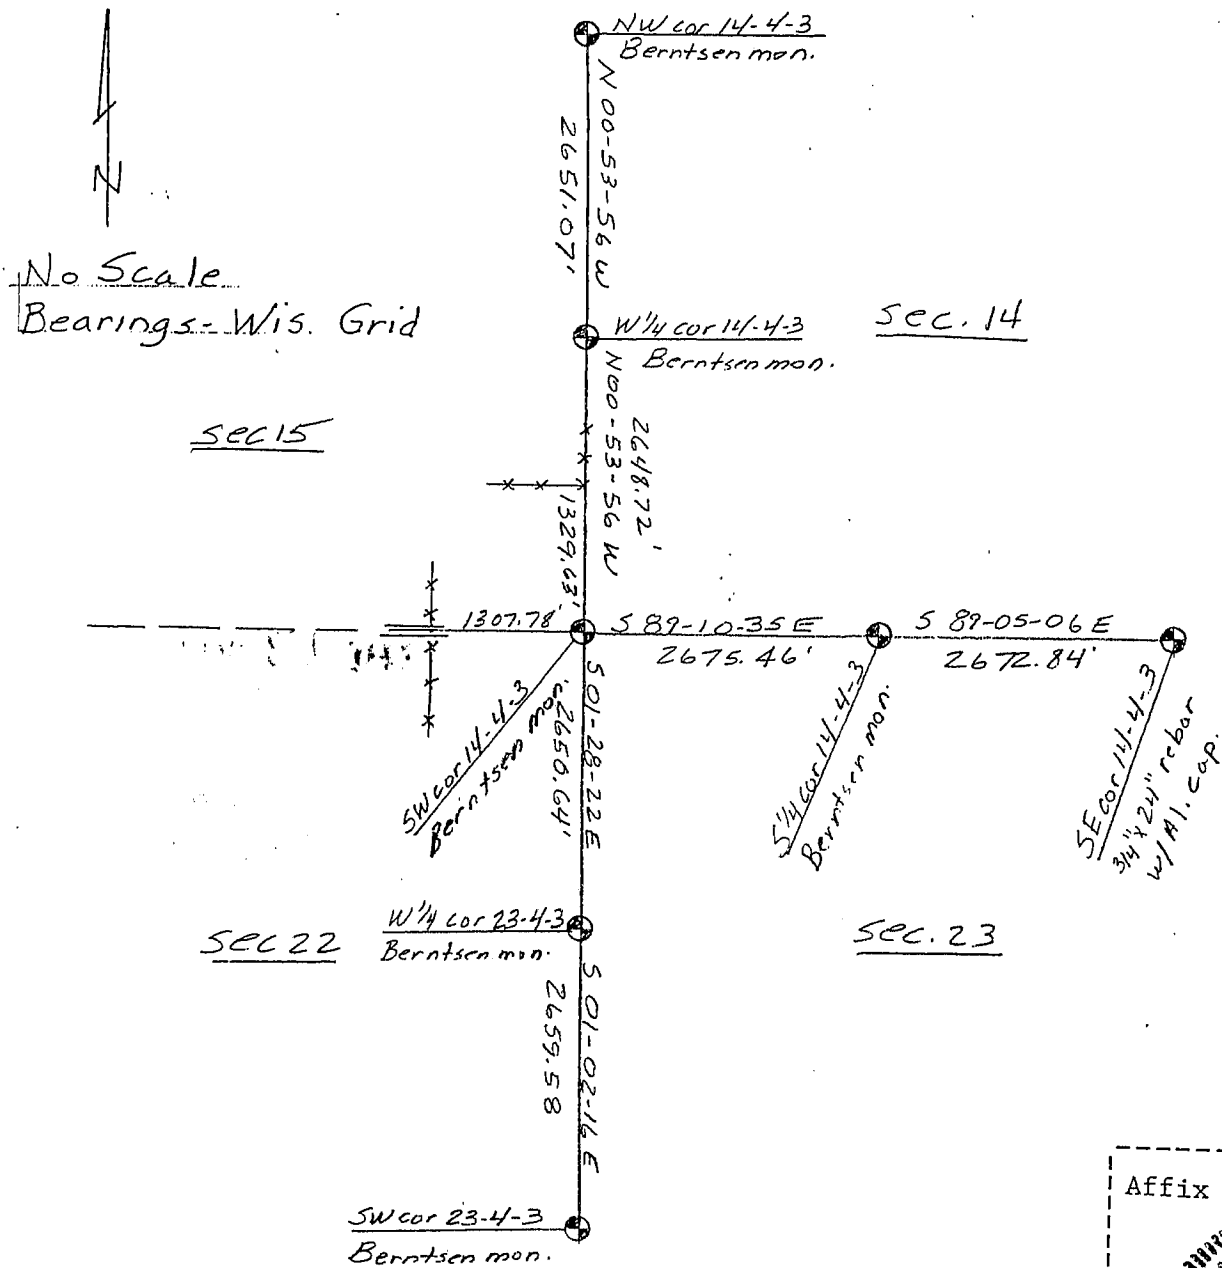 NW cor 14-4-3
Berntsen mon.
N 00-53-56 W
2651.07'
N
No Scale
Bearings - Wis. Grid
W 1/4 cor 14-4-3
Berntsen mon.
Sec. 14
Sec 15
N00-53-56 W
2648.72'
1329.63'
1307.78'
S 89-10-35 E
2675.46'
S 89-05-06 E
2672.84'
SW cor 14-4-3
Berntsen mon.
S 01-28-22 E
2650.64'
S 1/4 cor 14-4-3
Berntsen mon.
SE cor 14-4-3
3/4" x 24" rebar
w/ Al. cap.
W 1/4 cor 23-4-3
Berntsen mon.
Sec 22
Sec. 23
S 01-02-16 E
2659.58
SW cor 23-4-3
Berntsen mon.
Affix